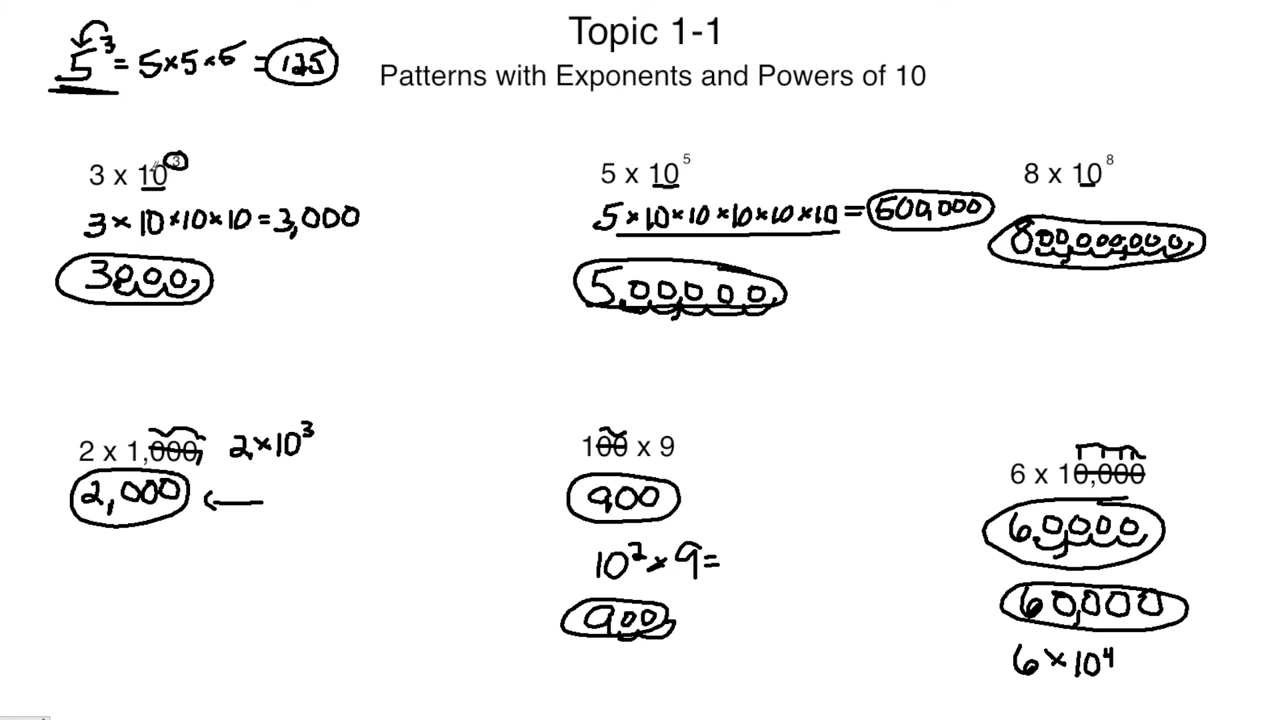 Topic 1-1
5³ = 5×5×5 = 125
Patterns with Exponents and Powers of 10
3 x 10³
3×10×10×10=3,000
3000
5 x 10⁵
5×10×10×10×10×10=500,000
5,00,000
8 x 10⁸
800,000,000
2 x 1,000, 2×10³
2,000 ←
100 x 9
900
10²×9=
900
6 x 10,000
60,000
60,000
6×10⁴